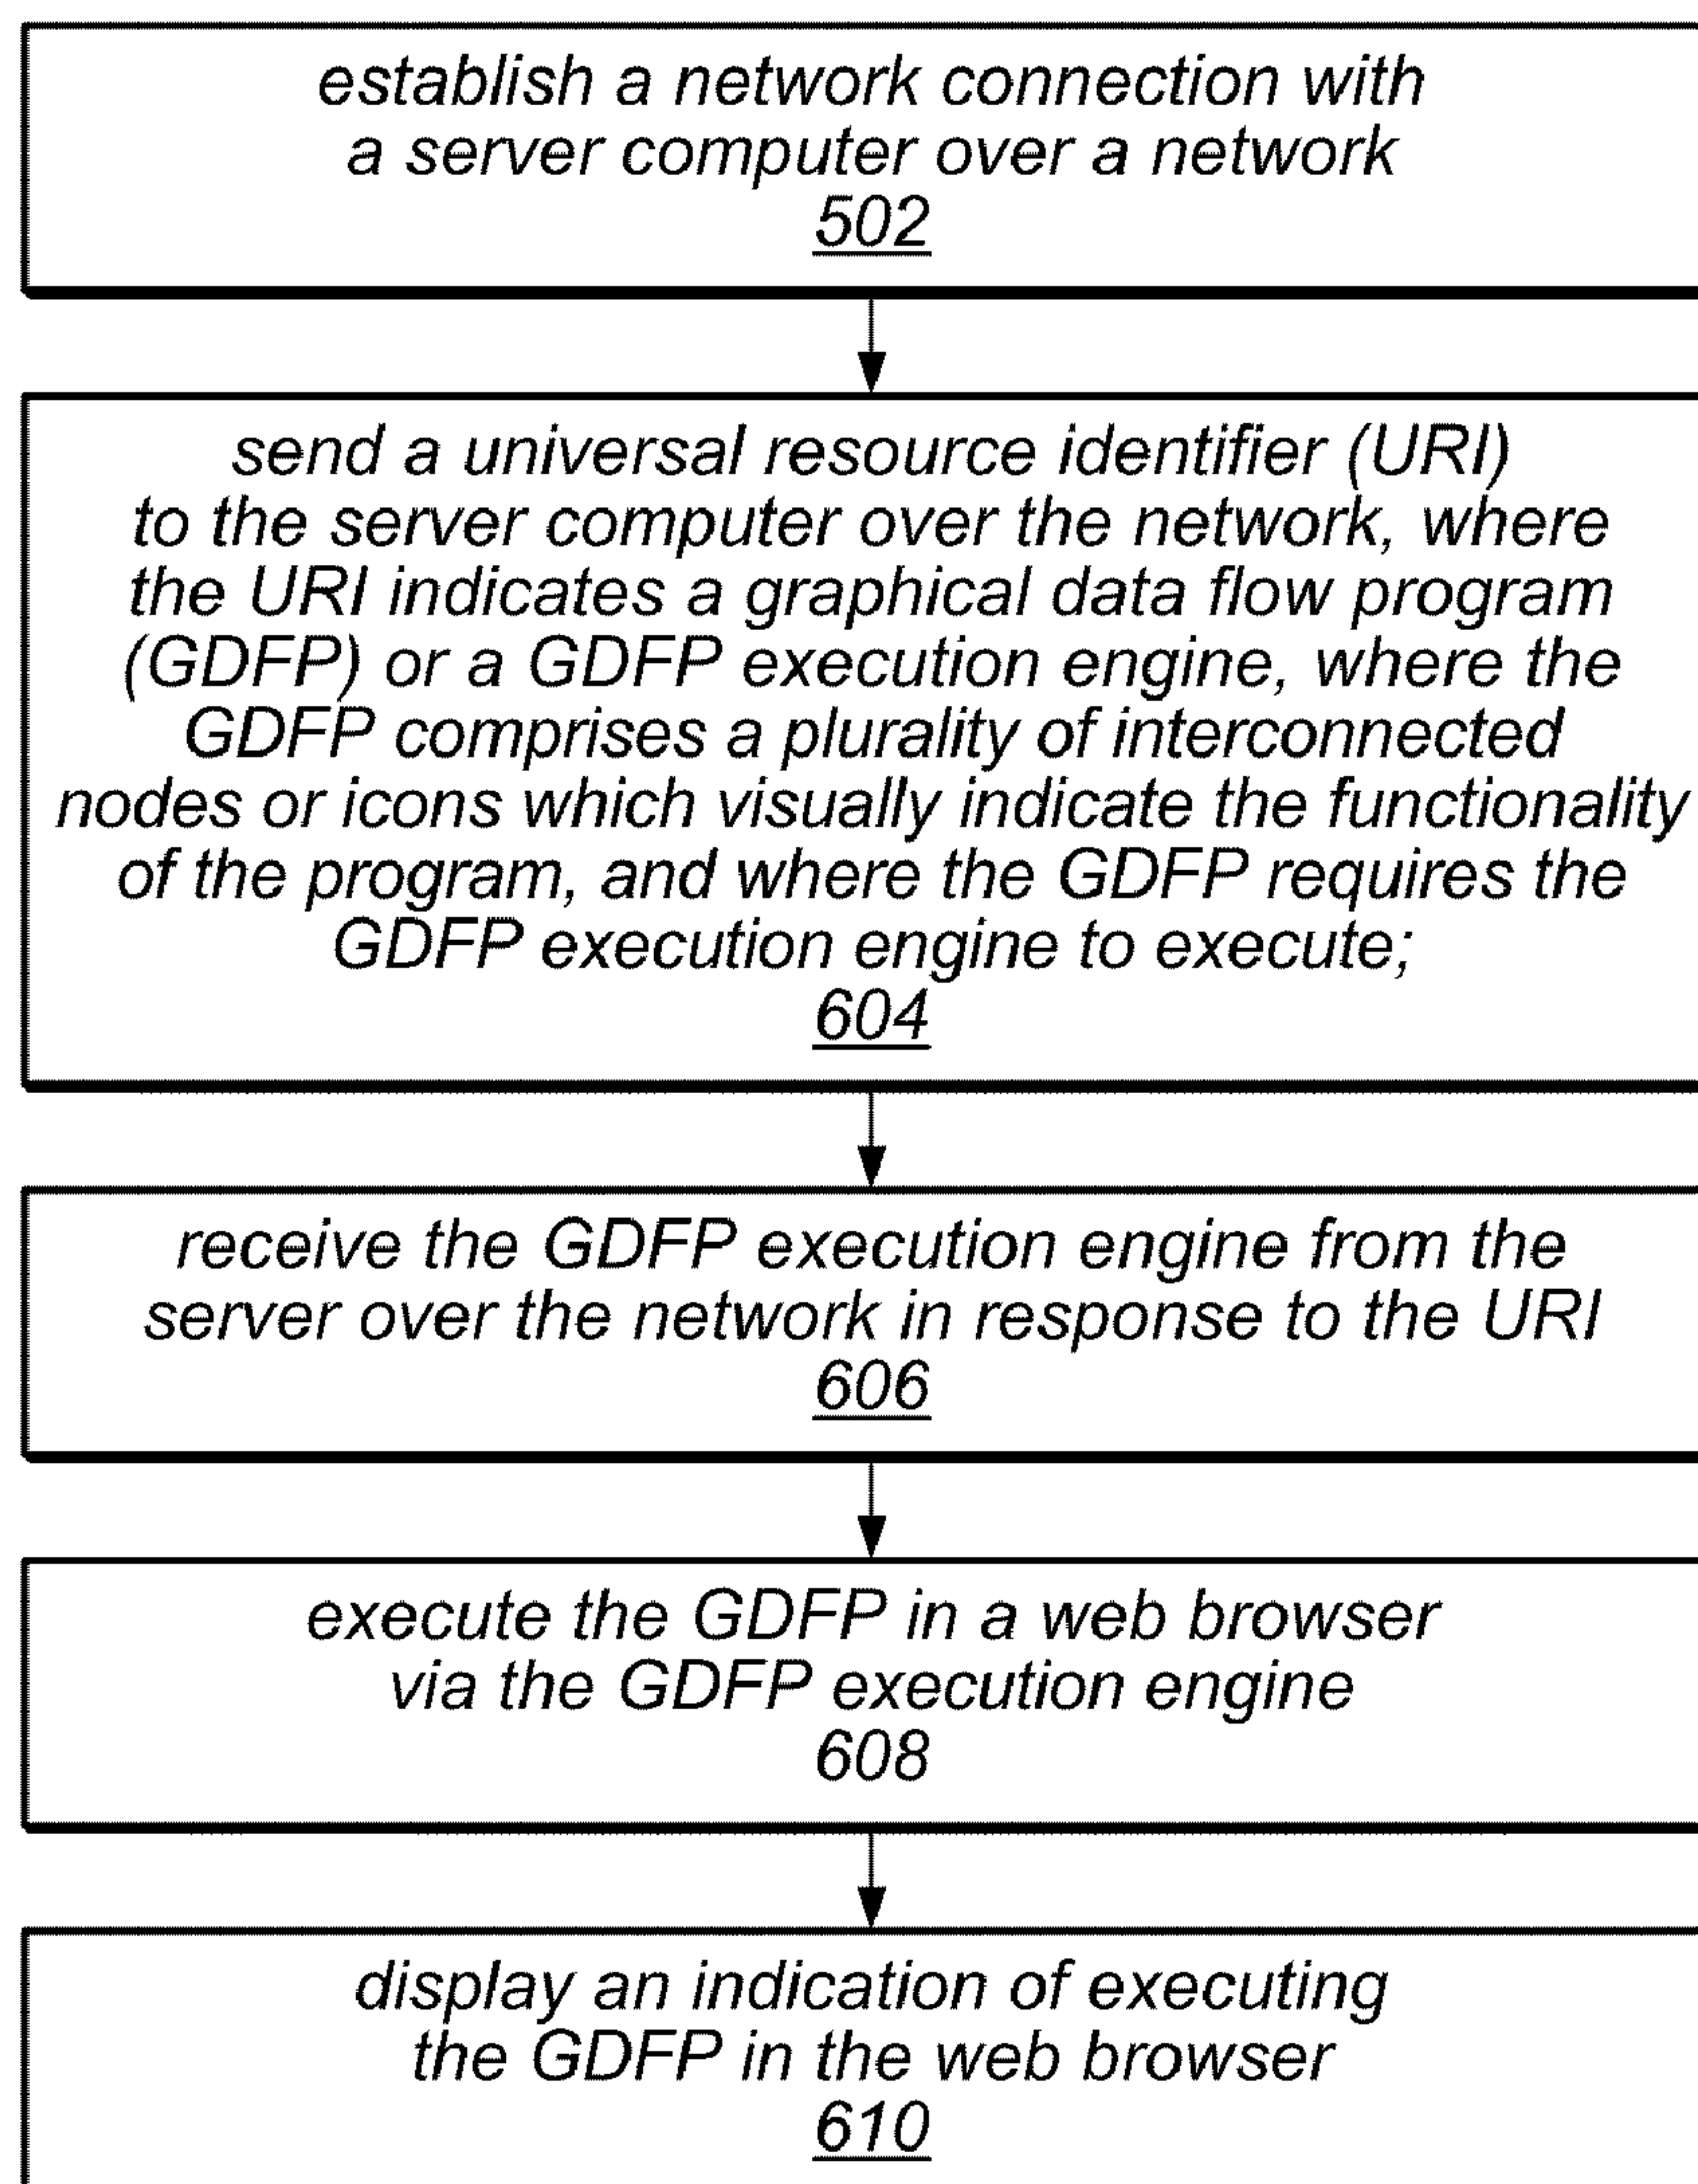 establish a network connection with
a server computer over a network
502
send a universal resource identifier (URI)
to the server computer over the network, where
the URI indicates a graphical data flow program
(GDFP) or a GDFP execution engine, where the
GDFP comprises a plurality of interconnected
nodes or icons which visually indicate the functionality
of the program, and where the GDFP requires the
GDFP execution engine to execute;
604
receive the GDFP execution engine from the
server over the network in response to the URI
606
execute the GDFP in a web browser
via the GDFP execution engine
608
display an indication of executing
the GDFP in the web browser
610